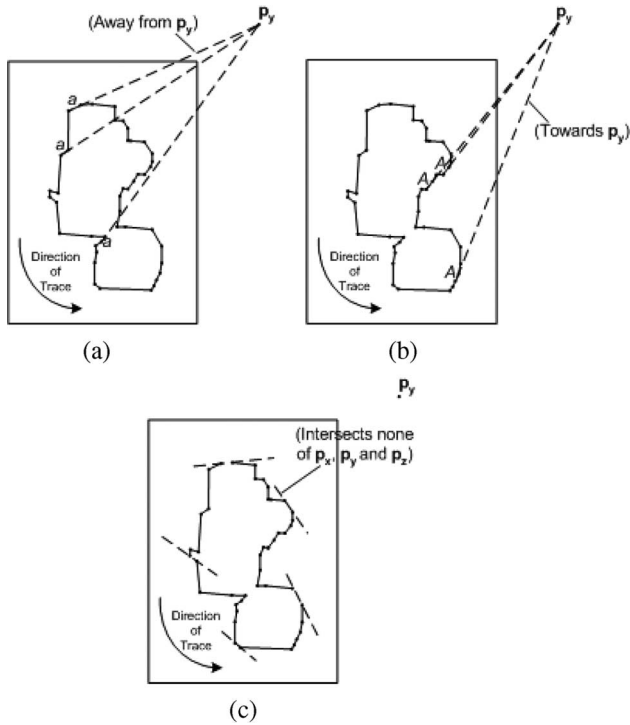 p_y
(Away from p_y)
a
a
a
Direction
of
Trace
(a)
p_y
(Towards p_y)
A
A
A
Direction
of
Trace
(b)
p_y
(Intersects none
of p_x, p_y and p_z)
Direction
of
Trace
(c)